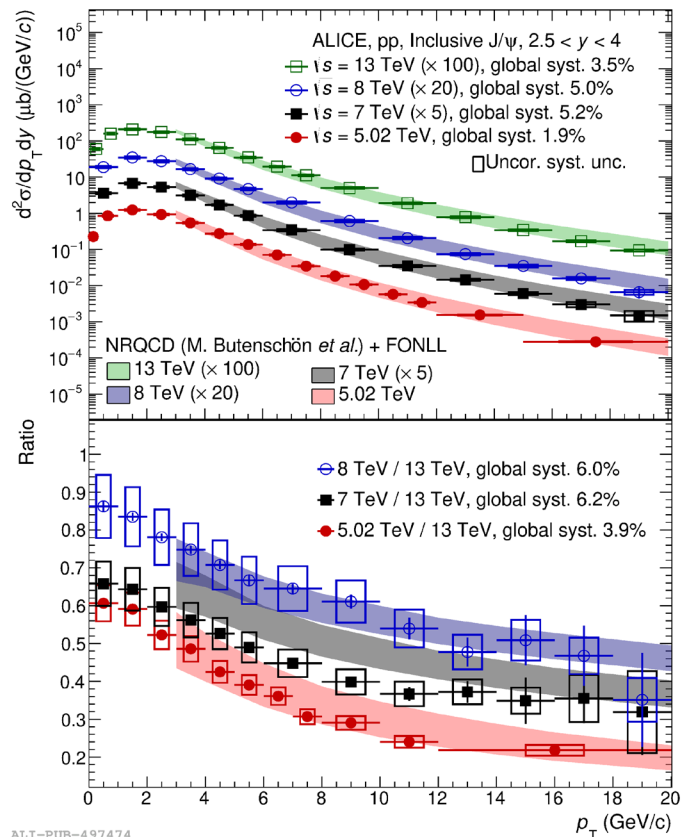 d²σ/dp_T dy (μb/(GeV/c))
10⁵
10⁴
10³
10²
10
1
10⁻¹
10⁻²
10⁻³
10⁻⁴
10⁻⁵
ALICE, pp, Inclusive J/ψ, 2.5 < y < 4
√s = 13 TeV (× 100), global syst. 3.5%
√s = 8 TeV (× 20), global syst. 5.0%
√s = 7 TeV (× 5), global syst. 5.2%
√s = 5.02 TeV, global syst. 1.9%
Uncor. syst. unc.
NRQCD (M. Butenschön et al.) + FONLL
13 TeV (× 100)
7 TeV (× 5)
8 TeV (× 20)
5.02 TeV
Ratio
1
0.9
0.8
0.7
0.6
0.5
0.4
0.3
0.2
8 TeV / 13 TeV, global syst. 6.0%
7 TeV / 13 TeV, global syst. 6.2%
5.02 TeV / 13 TeV, global syst. 3.9%
0 2 4 6 8 10 12 14 16 18 20
p_T (GeV/c)
ALI-PUB-497474